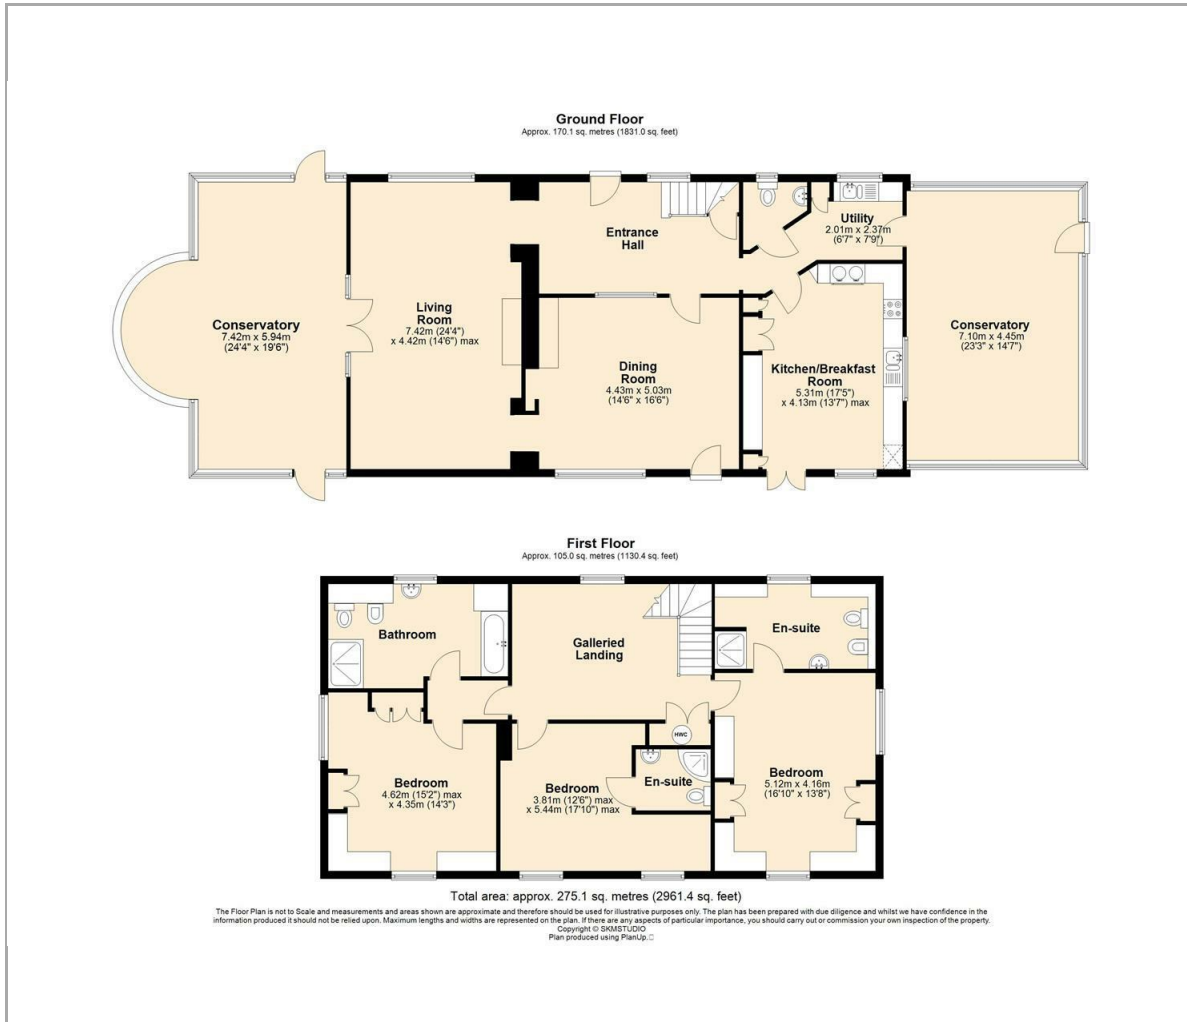 Ground Floor
Approx. 170.1 sq. metres (1831.0 sq. feet)
Conservatory
7.42m x 5.94m
(24'4" x 19'6")
Living
Room
7.42m (24'4")
x 4.42m (14'6") max
Entrance
Hall
Dining
Room
4.43m x 5.03m
(14'6" x 16'6")
Utility
2.01m x 2.37m
(6'7" x 7'9")
Kitchen/Breakfast
Room
5.31m (17'5")
x 4.13m (13'7") max
Conservatory
7.10m x 4.45m
(23'3" x 14'7")
First Floor
Approx. 105.0 sq. metres (1130.4 sq. feet)
Bathroom
Galleried
Landing
En-suite
HWC
Bedroom
4.62m (15'2") max
x 4.35m (14'3")
Bedroom
3.81m (12'6") max
x 5.44m (17'10") max
En-suite
Bedroom
5.12m x 4.16m
(16'10" x 13'8")
Total area: approx. 275.1 sq. metres (2961.4 sq. feet)
The Floor Plan is not to Scale and measurements and areas shown are approximate and therefore should be used for illustrative purposes only. The plan has been prepared with due diligence and whilst we have confidence in the
information produced it should not be relied upon. Maximum lengths and widths are represented on the plan. If there are any aspects of particular importance, you should carry out or commission your own inspection of the property.
Copyright © SKMSTUDIO
Plan produced using PlanUp.